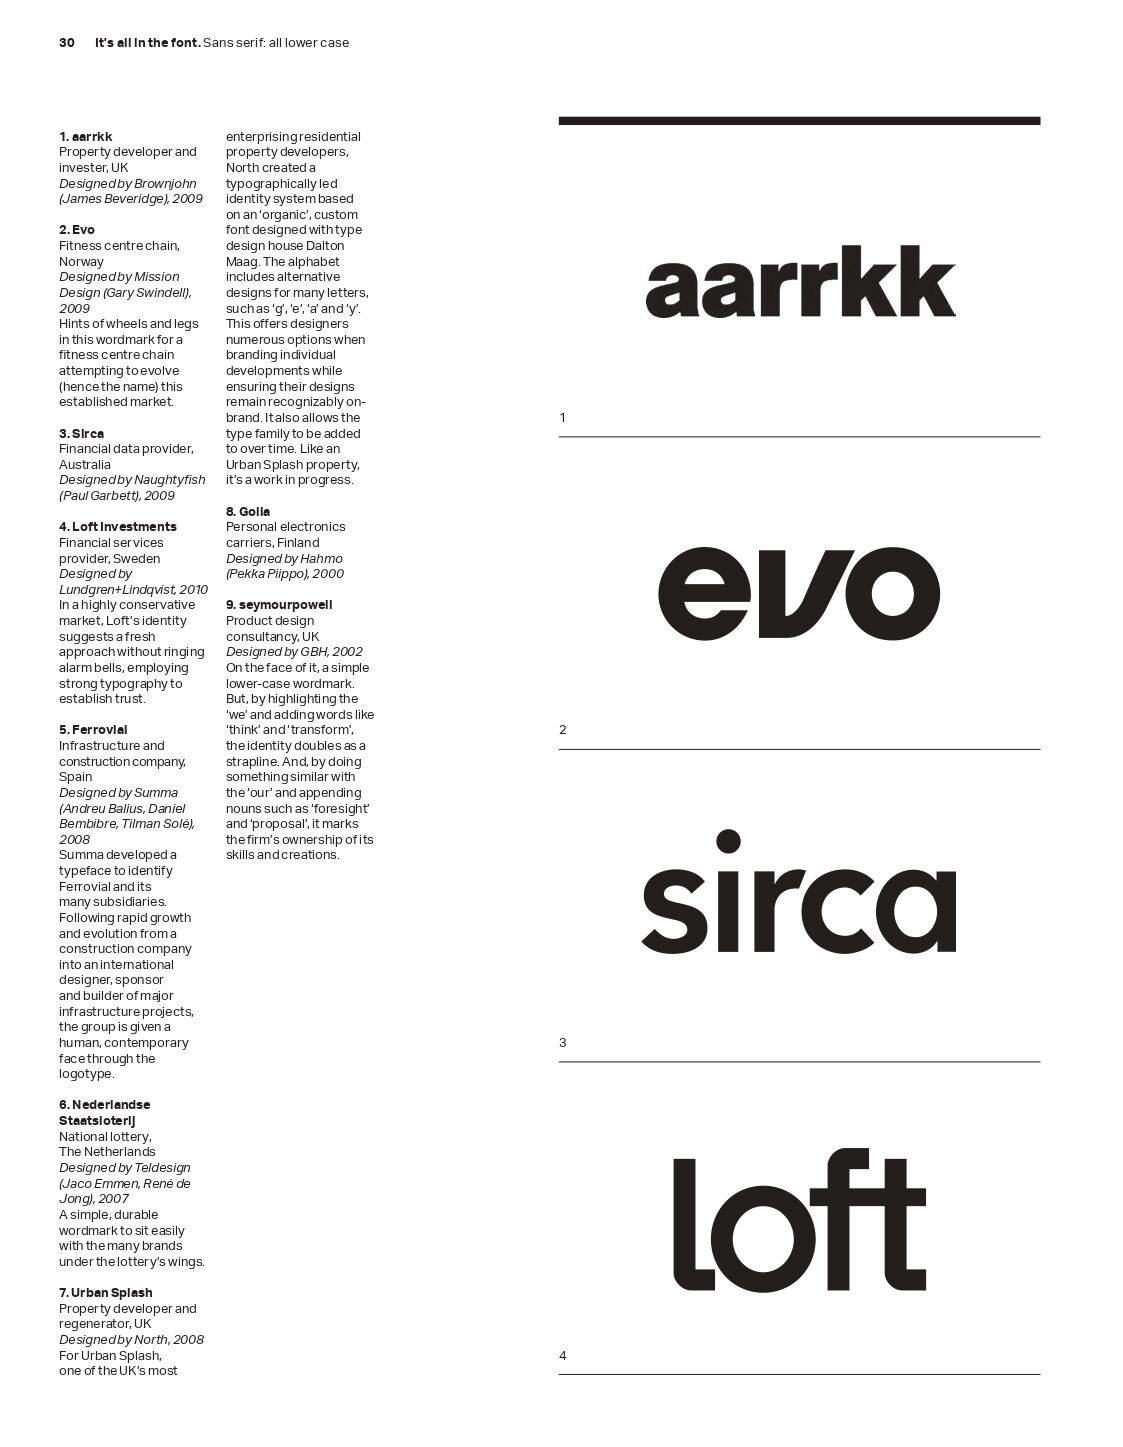 30 It's all in the font. Sans serif: all lower case
1. aarrkk
Property developer and
invester, UK
Designed by Brownjohn
(James Beveridge), 2009
2. Evo
Fitness centre chain,
Norway
Designed by Mission
Design (Gary Swindell),
2009
Hints of wheels and legs
in this wordmark for a
fitness centre chain
attempting to evolve
(hence the name) this
established market.
3. Sirca
Financial data provider,
Australia
Designed by Naughtyfish
(Paul Garbett), 2009
4. Loft Investments
Financial services
provider, Sweden
Designed by
Lundgren+Lindqvist, 2010
In a highly conservative
market, Loft's identity
suggests a fresh
approach without ringing
alarm bells, employing
strong typography to
establish trust.
5. Ferrovial
Infrastructure and
construction company,
Spain
Designed by Summa
(Andreu Balius, Daniel
Bembibre, Tilman Solé),
2008
Summa developed a
typeface to identify
Ferrovial and its
many subsidiaries.
Following rapid growth
and evolution from a
construction company
into an international
designer, sponsor
and builder of major
infrastructure projects,
the group is given a
human, contemporary
face through the
logotype.
6. Nederlandse
Staatsloterij
National lottery,
The Netherlands
Designed by Teldesign
(Jaco Emmen, René de
Jong), 2007
A simple, durable
wordmark to sit easily
with the many brands
under the lottery's wings.
7. Urban Splash
Property developer and
regenerator, UK
Designed by North, 2008
For Urban Splash,
one of the UK's most
enterprising residential
property developers,
North created a
typographically led
identity system based
on an 'organic', custom
font designed with type
design house Dalton
Maag. The alphabet
includes alternative
designs for many letters,
such as 'g', 'e', 'a' and 'y'.
This offers designers
numerous options when
branding individual
developments while
ensuring their designs
remain recognizably on-
brand. It also allows the
type family to be added
to over time. Like an
Urban Splash property,
it's a work in progress.
8. Golla
Personal electronics
carriers, Finland
Designed by Hahmo
(Pekka Piippo), 2000
9. seymourpowell
Product design
consultancy, UK
Designed by GBH, 2002
On the face of it, a simple
lower-case wordmark.
But, by highlighting the
'we' and adding words like
'think' and 'transform',
the identity doubles as a
strapline. And, by doing
something similar with
the 'our' and appending
nouns such as 'foresight'
and 'proposal', it marks
the firm's ownership of its
skills and creations.
aarrkk
1
evo
2
sirca
3
loft
4